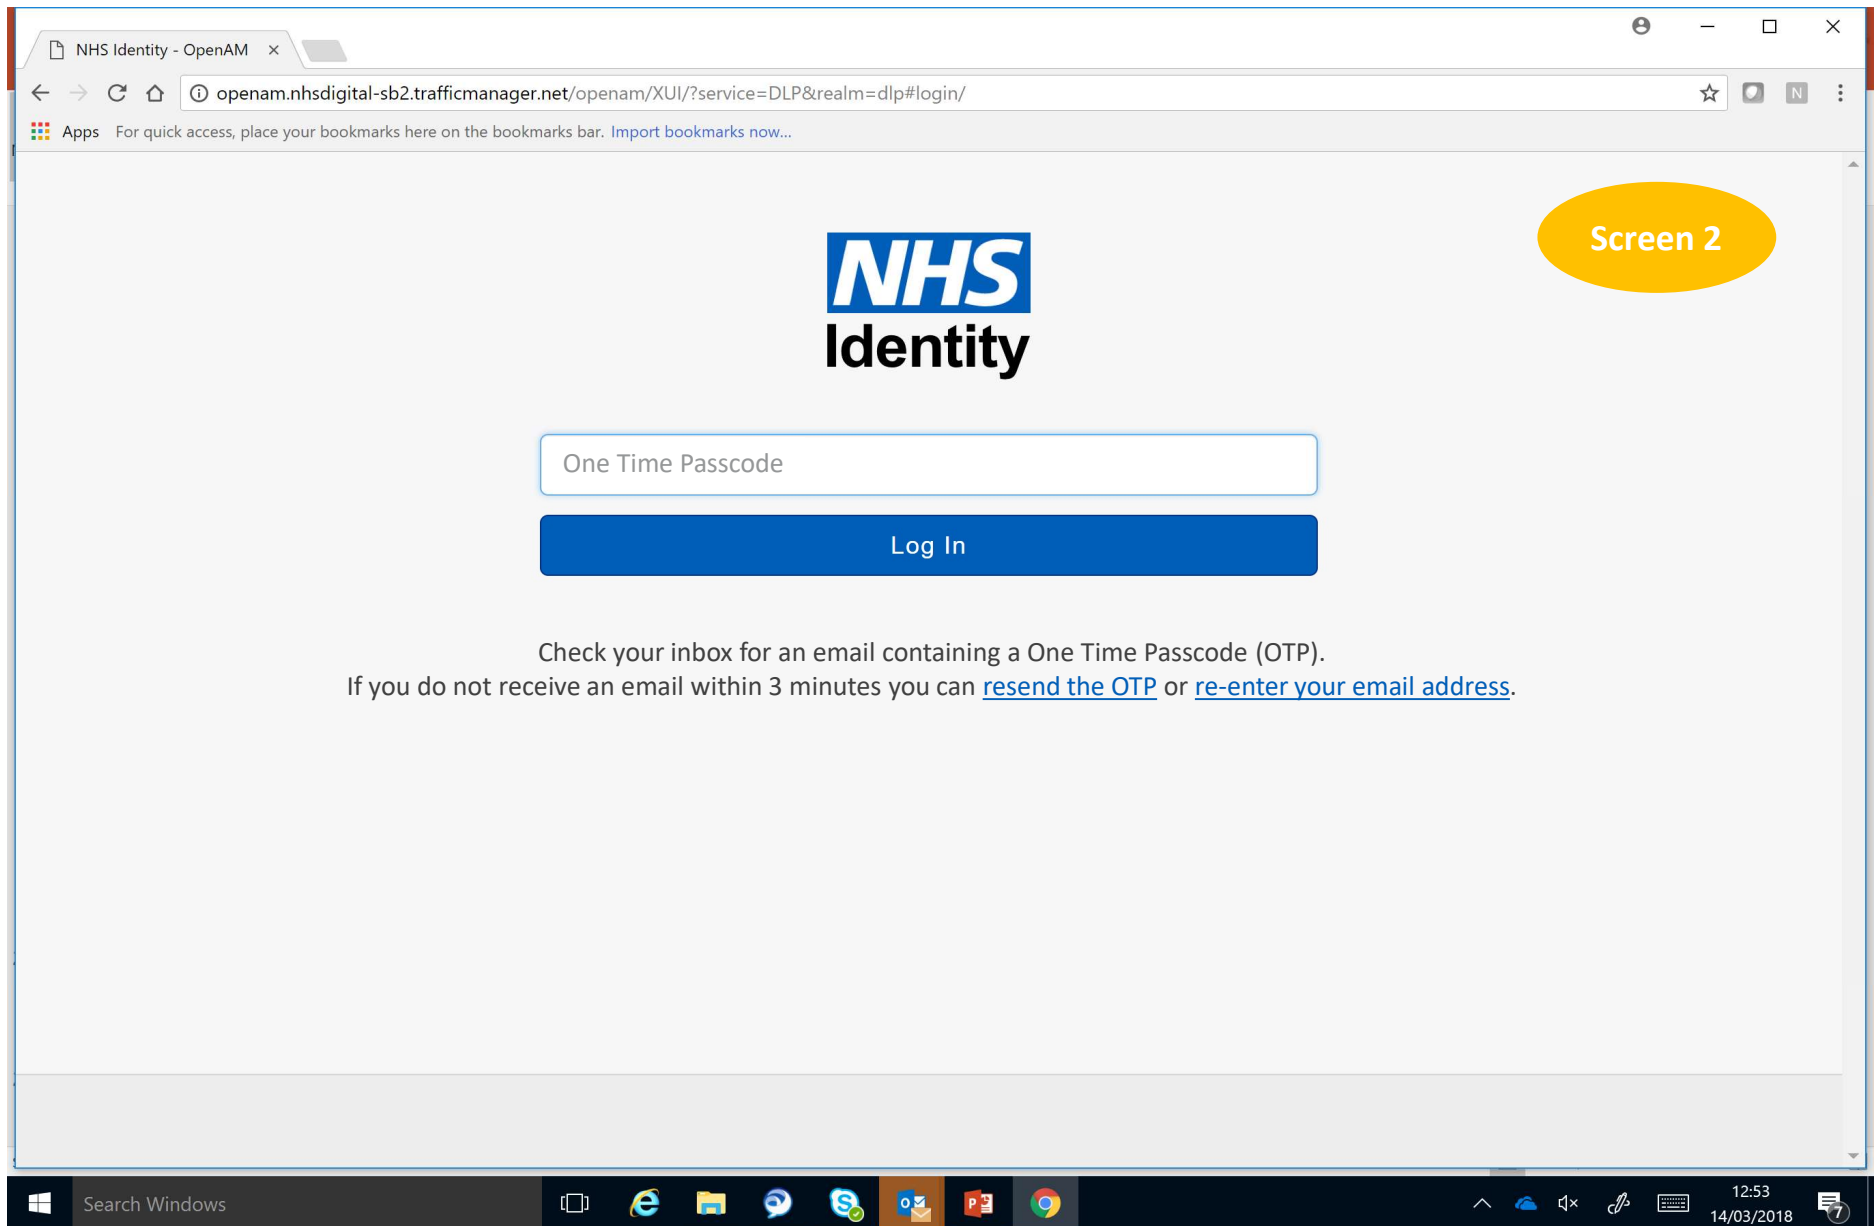 NHS Identity - OpenAM
openam.nhsdigital-sb2.trafficmanager.net/openam/XUI/?service=DLP&realm=dlp#login/
N
Apps For quick access, place your bookmarks here on the bookmarks bar. Import bookmarks now...
Screen 2
NHS
Identity
One Time Passcode
Log In
Check your inbox for an email containing a One Time Passcode (OTP).
If you do not receive an email within 3 minutes you can resend the OTP or re-enter your email address.
Search Windows
12:53
14/03/2018
7